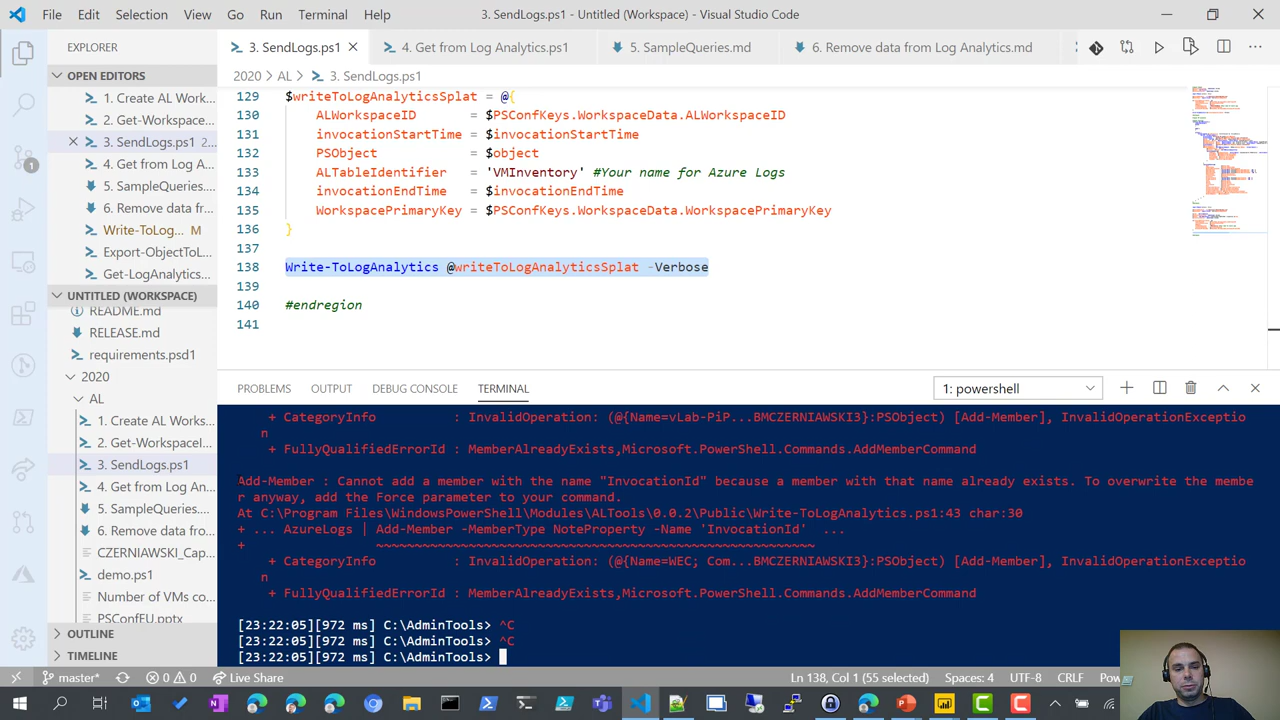 File Edit Selection View Go Run Terminal Help
3. SendLogs.ps1 - Untitled (Workspace) - Visual Studio Code
EXPLORER
3. SendLogs.ps1
4. Get from Log Analytics.ps1
5. SampleQueries.md
6. Remove data from Log Analytics.md
OPEN EDITORS
1. Create AL Work...
2. Get-Workspace...
3. SendLogs.ps1 2...
4. Get from Log A...
5. SampleQueries...
6. Remove data fr...
Write-ToLog... M
Export-ObjectToL...
Get-LogAnalytics...
UNTITLED (WORKSPACE)
README.md
RELEASE.md
requirements.psd1
2020
AL
1. Create AL Work...
2. Get-WorkspaceI...
3. SendLogs.ps1
4. Get from Log A...
5. SampleQueries...
6. Remove data fr...
CZERNIAWSKI_Cap...
demo.ps1
Number of VMs co...
PSConfEU.pptx
OUTLINE
TIMELINE
2020 > AL > 3. SendLogs.ps1
129 $writeToLogAnalyticsSplat = @{
130 ALWorkspaceID = $PSConfKeys.WorkspaceData.ALWorkspaceID
131 invocationStartTime = $invocationStartTime
132 PSObject = $object
133 ALTableIdentifier = 'VMInventory' #Your name for Azure Logs
134 invocationEndTime = $invocationEndTime
135 WorkspacePrimaryKey = $PSConfKeys.WorkspaceData.WorkspacePrimaryKey
136 }
137
138 Write-ToLogAnalytics @writeToLogAnalyticsSplat -Verbose
139
140 #endregion
141
PROBLEMS OUTPUT DEBUG CONSOLE TERMINAL
1: powershell
+ CategoryInfo : InvalidOperation: (@{Name=vLab-PiP...BMCZERNIAWSKI3}:PSObject) [Add-Member], InvalidOperationExceptio
n
+ FullyQualifiedErrorId : MemberAlreadyExists,Microsoft.PowerShell.Commands.AddMemberCommand
Add-Member : Cannot add a member with the name "InvocationId" because a member with that name already exists. To overwrite the membe
r anyway, add the Force parameter to your command.
At C:\Program Files\WindowsPowerShell\Modules\ALTools\0.0.2\Public\Write-ToLogAnalytics.ps1:43 char:30
+ ... AzureLogs | Add-Member -MemberType NoteProperty -Name 'InvocationId' ...
+ ~~~~~~~~~~~~~~~~~~~~~~~~~~~~~~~~~~~~~~~~~~~~~~~~~~~~~~~~~
+ CategoryInfo : InvalidOperation: (@{Name=WEC; Com...BMCZERNIAWSKI3}:PSObject) [Add-Member], InvalidOperationExceptio
n
+ FullyQualifiedErrorId : MemberAlreadyExists,Microsoft.PowerShell.Commands.AddMemberCommand
[23:22:05][972 ms] C:\AdminTools> ^C
[23:22:05][972 ms] C:\AdminTools> ^C
[23:22:05][972 ms] C:\AdminTools>
master* 0 0 Live Share
Ln 138, Col 1 (55 selected) Spaces: 4 UTF-8 CRLF Pow